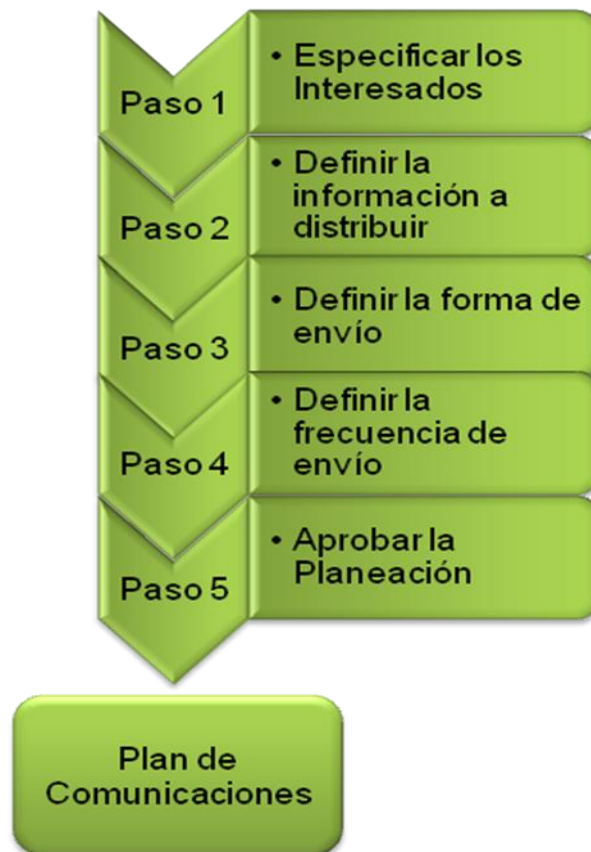 Paso 1
• Especificar los
Interesados
Paso 2
• Definir la
información a
distribuir
Paso 3
• Definir la forma de
envío
Paso 4
• Definir la
frecuencia de
envío
Paso 5
• Aprobar la
Planeación
Plan de
Comunicaciones